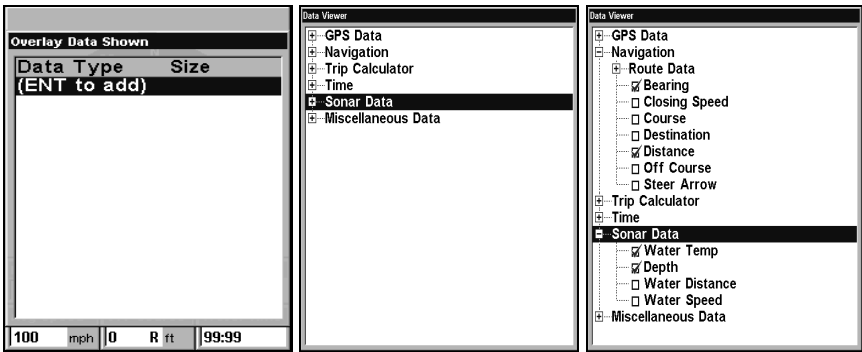 Overlay Data Shown
Data Type Size
(ENT to add)
100 mph 0 R ft 99:99
Data Viewer
GPS Data
Navigation
Trip Calculator
Time
Sonar Data
Miscellaneous Data
Data Viewer
GPS Data
Navigation
Route Data
Bearing
Closing Speed
Course
Destination
Distance
Off Course
Steer Arrow
Trip Calculator
Time
Sonar Data
Water Temp
Depth
Water Distance
Water Speed
Miscellaneous Data